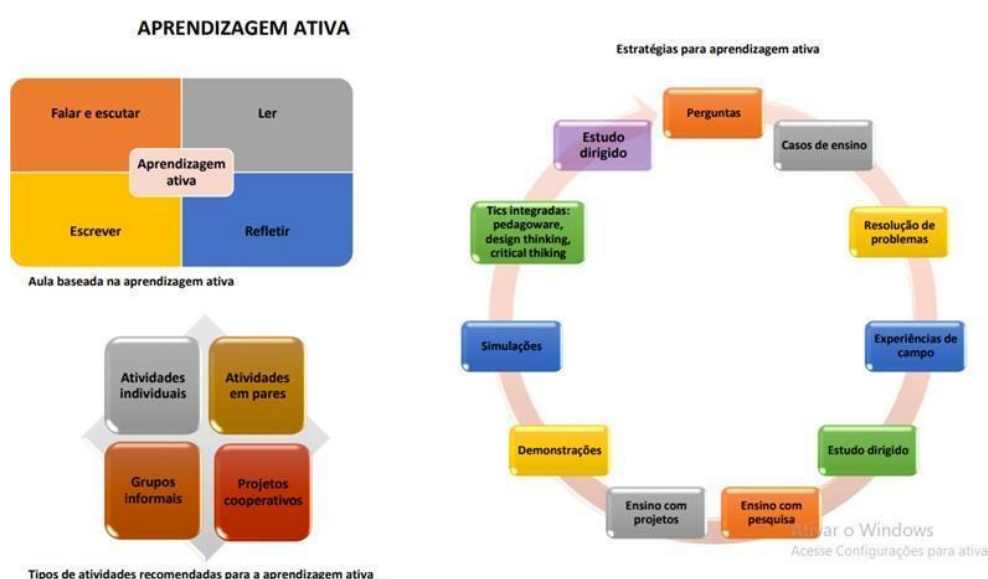 APRENDIZAGEM ATIVA
Falar e escutar
Ler
Aprendizagem
ativa
Escrever
Refletir
Aula baseada na aprendizagem ativa
Atividades
individuais
Atividades
em pares
Grupos
informais
Projetos
cooperativos
Tipos de atividades recomendadas para a aprendizagem ativa
Estratégias para aprendizagem ativa
Perguntas
Casos de ensino
Resolução de
problemas
Experiências de
campo
Estudo dirigido
Ensino com
pesquisa
Ensino com
projetos
Demonstrações
Simulações
Tics integradas:
pedagoware,
design thinking,
critical thiking
Estudo
dirigido
Ativar o Windows
Acesse Configurações para ativa